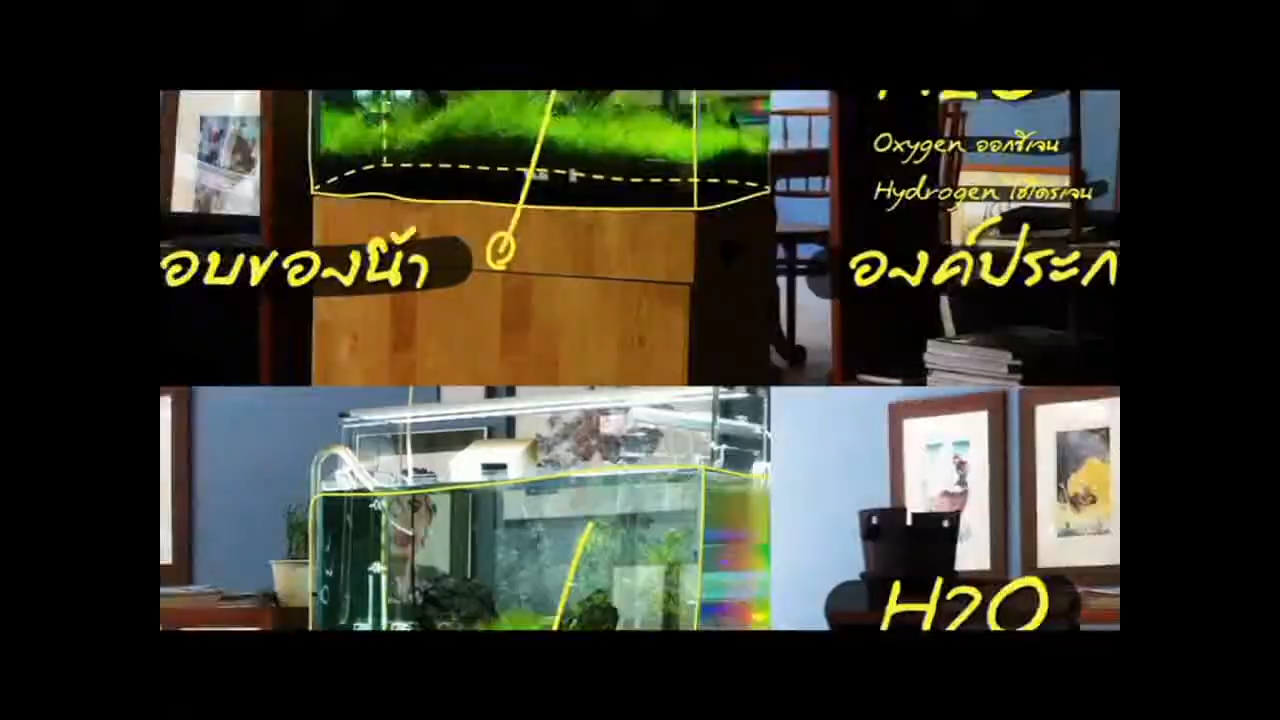 Oxygen ออกซิเจน
Hydrogen ไฮโดรเจน
อบของน้ำ
องค์ประก
H2O